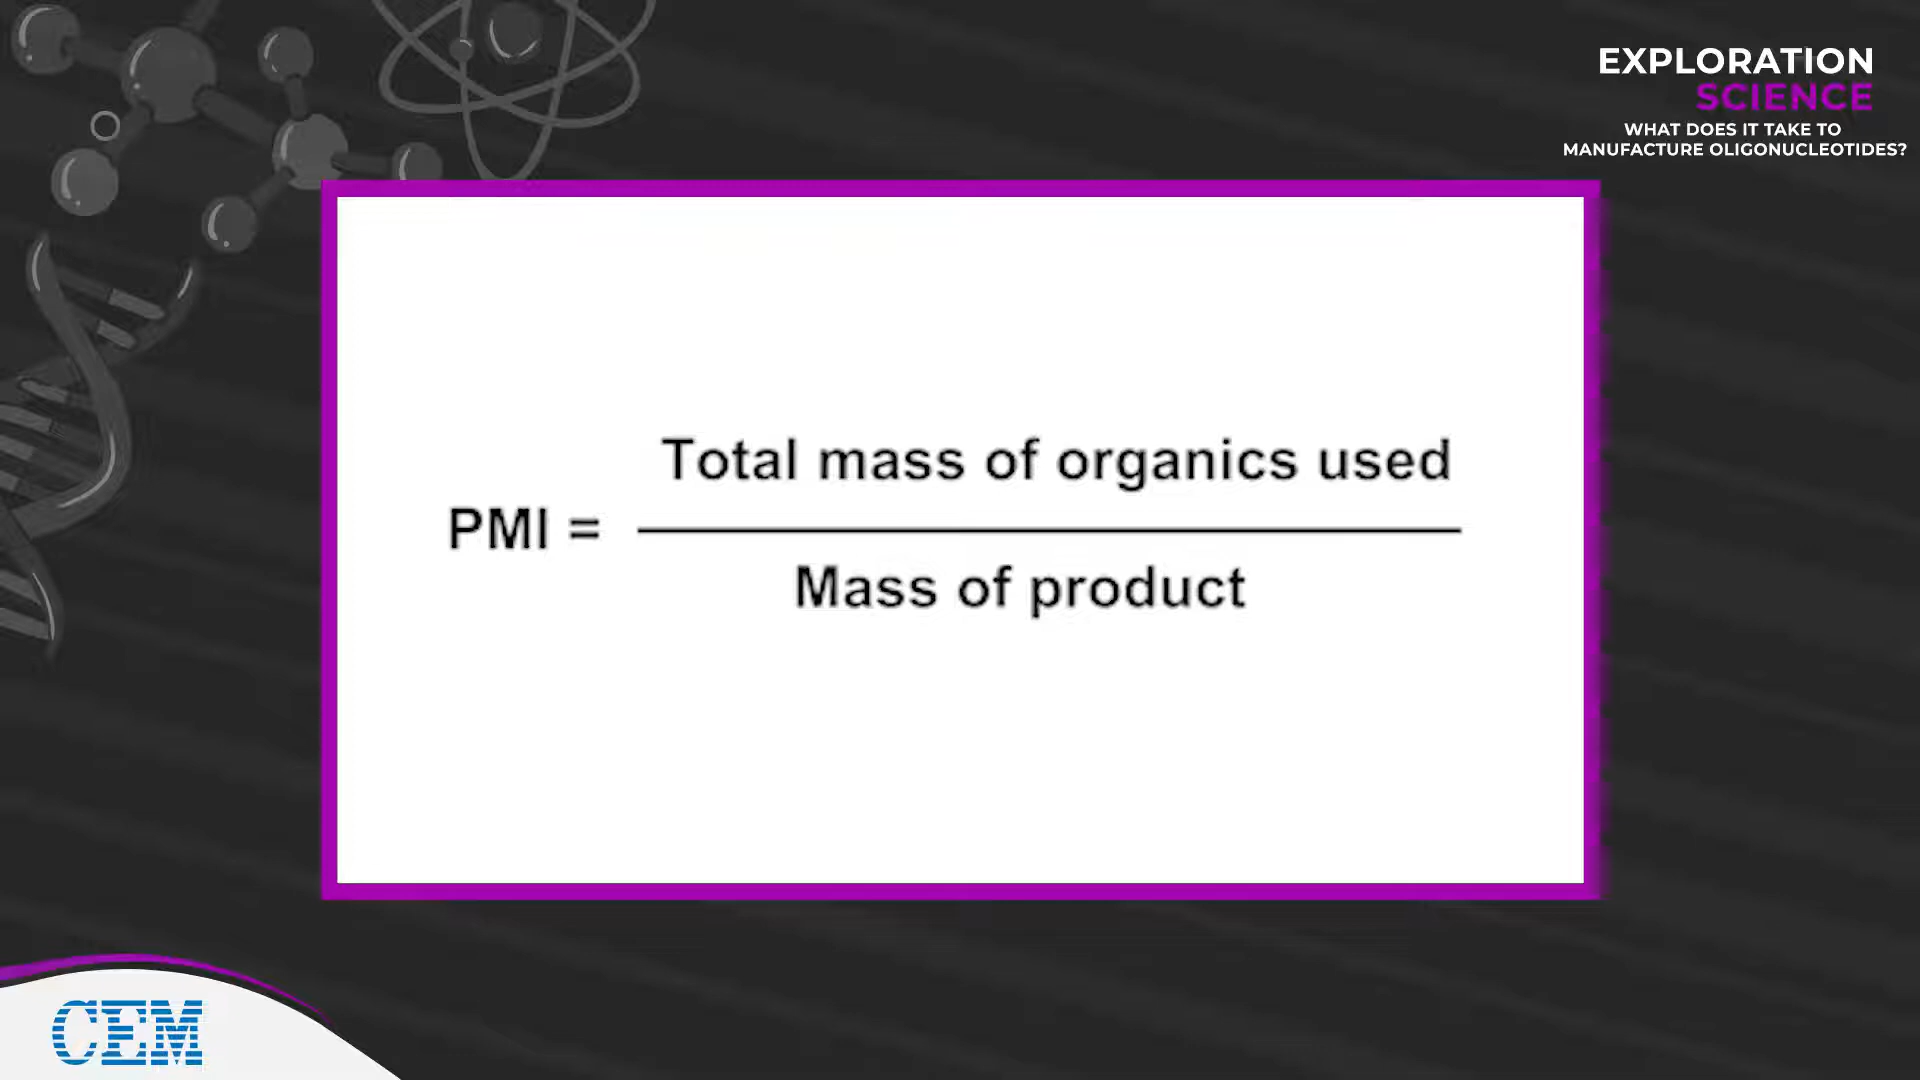 EXPLORATION
SCIENCE
WHAT DOES IT TAKE TO
MANUFACTURE OLIGONUCLEOTIDES?
Total mass of organics used
PMI =
Mass of product
CEM